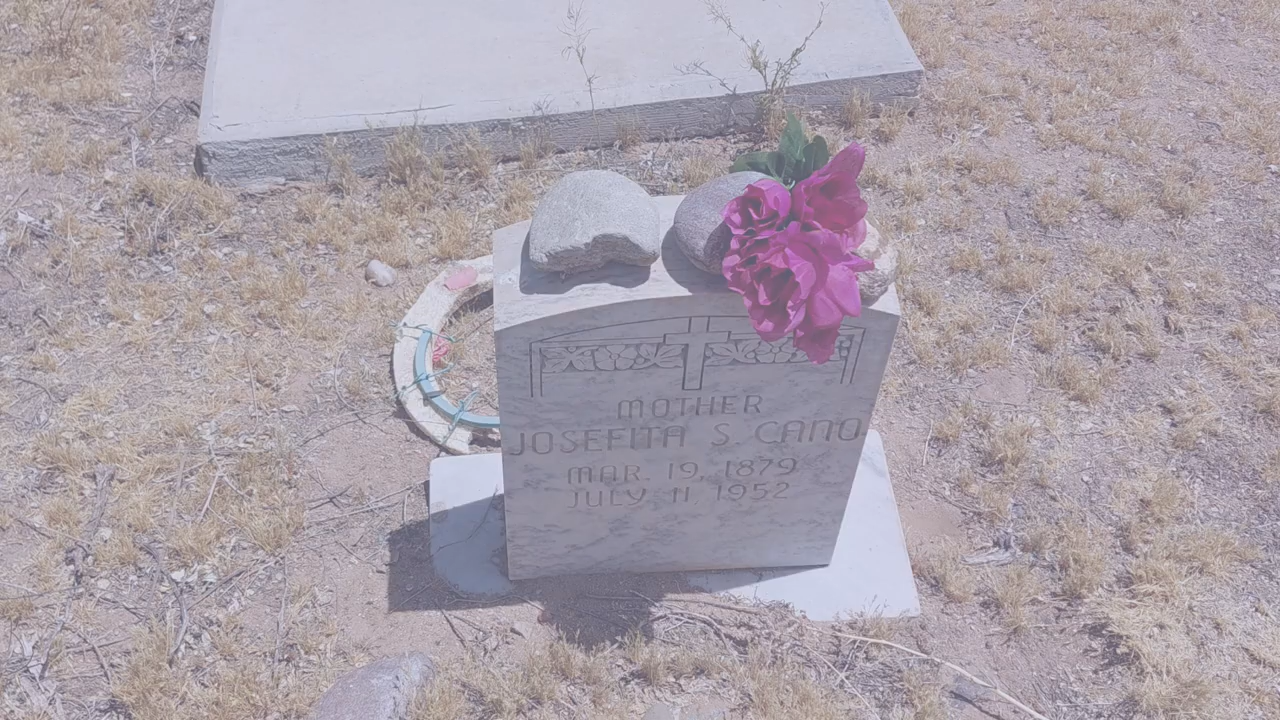 MOTHER
JOSEFITA S. CANO
MAR. 19, 1879
JULY 11, 1952